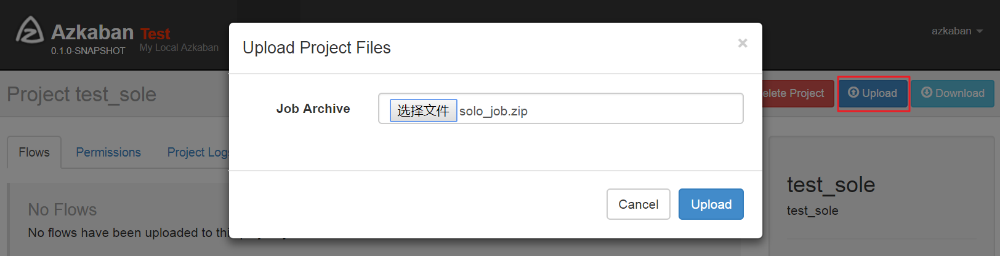 Azkaban Test
0.1.0-SNAPSHOT My Local Azkaban
azkaban
Upload Project Files
×
Project test_sole
elete Project
Upload
Download
Job Archive
选择文件 solo_job.zip
Flows
Permissions
Project Logs
No Flows
No flows have been uploaded to thi
Cancel
Upload
test_sole
test_sole